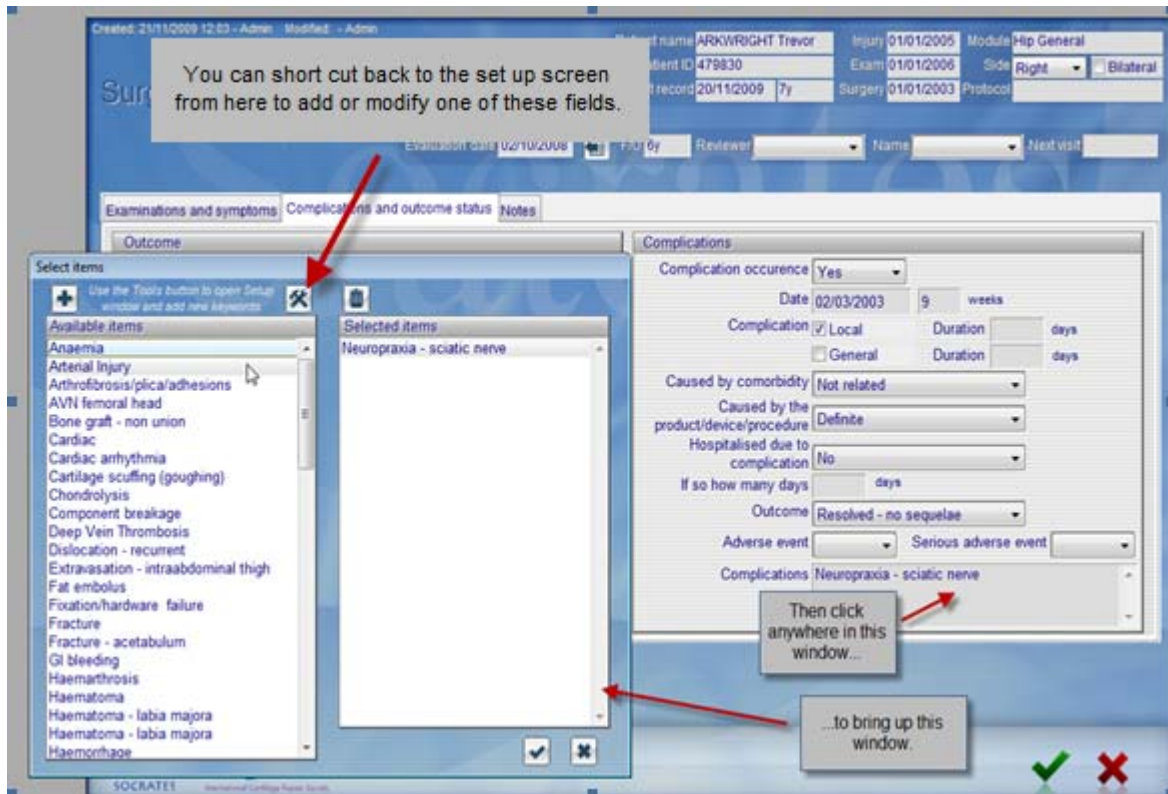 Created: 21/11/2009 12:03 - Admin Modified: - Admin
name ARKWRIGHT Trevor Injury 01/01/2005 Module Hip General
ID 479830 Exam 01/01/2006 Side Right Bilateral
record 20/11/2009 7y Surgery 01/01/2003 Protocol
You can short cut back to the set up screen
from here to add or modify one of these fields.
Evaluation date 02/10/2008 F/U 6y Reviewer Name Next visit
Examinations and symptoms Complications and outcome status Notes
Outcome
Select items
Use the Tools button to open Setup
window and add new keywords
Available items
Anaemia
Arterial Injury
Arthrofibrosis/plica/adhesions
AVN femoral head
Bone graft - non union
Cardiac
Cardiac arrhythmia
Cartilage scuffing (goughing)
Chondrolysis
Component breakage
Deep Vein Thrombosis
Dislocation - recurrent
Extravasation - intraabdominal thigh
Fat embolus
Fixation/hardware failure
Fracture
Fracture - acetabulum
GI bleeding
Haemarthrosis
Haematoma
Haematoma - labia majora
Haematoma - labia majora
Haemorrhage
Selected items
Neuropraxia - sciatic nerve
Complications
Complication occurence Yes
Date 02/03/2003 9 weeks
Complication Local Duration days
General Duration days
Caused by comorbidity Not related
Caused by the
product/device/procedure Definite
Hospitalised due to
complication No
If so how many days days
Outcome Resolved - no sequelae
Adverse event Serious adverse event
Complications Neuropraxia - sciatic nerve
Then click
anywhere in this
window...
...to bring up this
window.
SOCRATES International Cartilage Repair Society